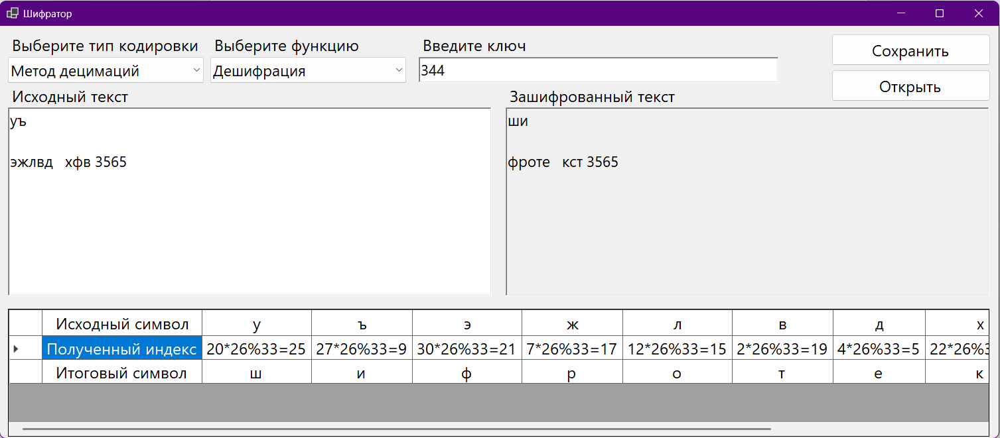 Шифратор
Выберите тип кодировки Выберите функцию Введите ключ Сохранить
Метод децимаций Дешифрация 344
Открыть
Исходный текст Зашифрованный текст
уъ ши
эжлвд   хфв 3565 фроте   кст 3565
Исходный символ у ъ э ж л в д х
Полученный индекс 20*26%33=25 27*26%33=9 30*26%33=21 7*26%33=17 12*26%33=15 2*26%33=19 4*26%33=5 22*26%3
Итоговый символ ш и ф р о т е к